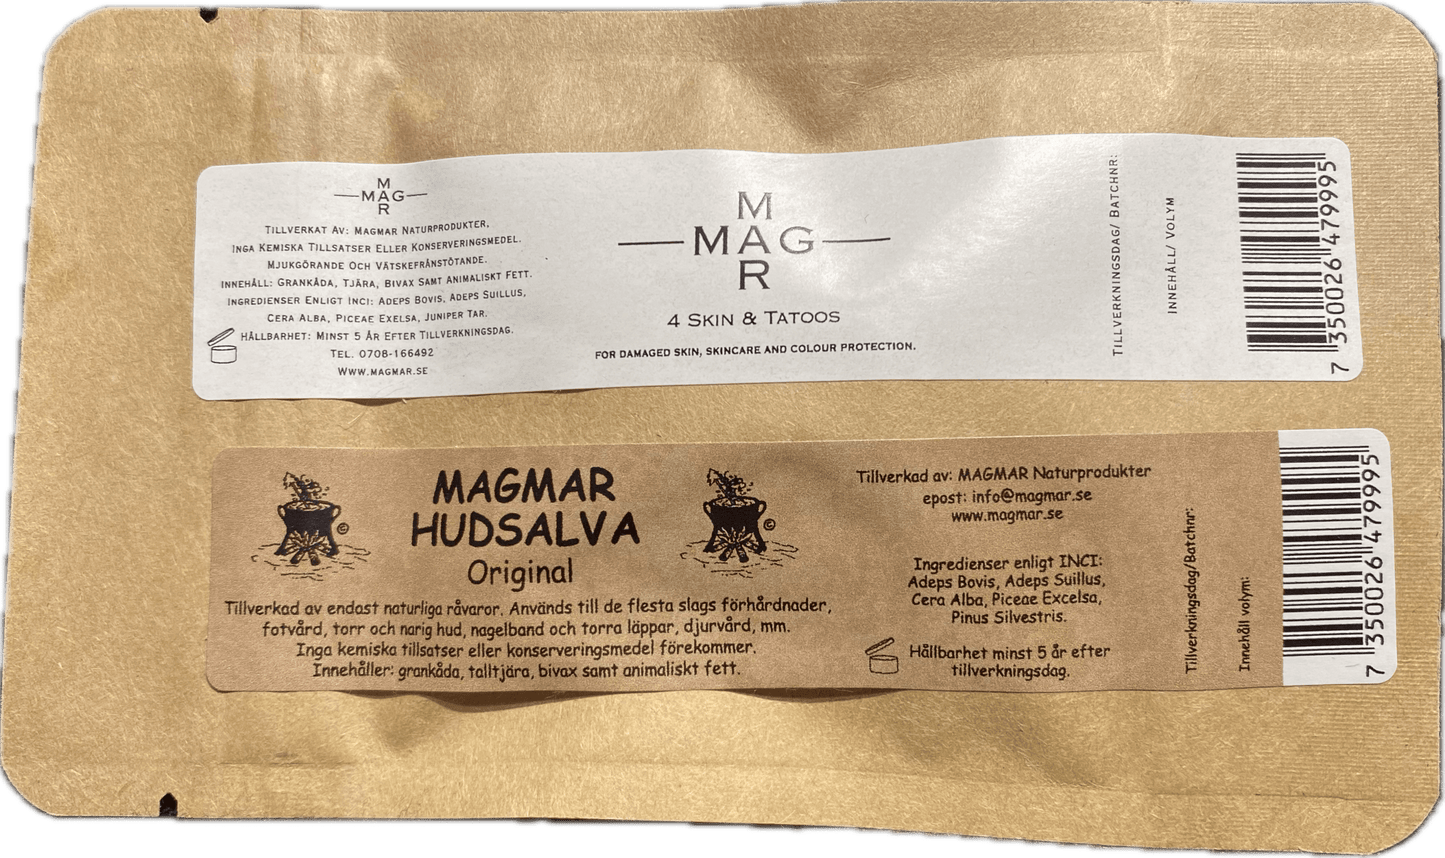 M
MAG
R
TILLVERKAT AV: MAGMAR NATURPRODUKTER,
INGA KEMISKA TILLSATSER ELLER KONSERVERINGSMEDEL.
MJUKGÖRANDE OCH VÄTSKEFRÅNSTÖTANDE.
INNEHÅLL: GRANKÅDA, TJÄRA, BIVAX SAMT ANIMALISKT FETT.
INGREDIENSER ENLIGT INCI: ADEPS BOVIS, ADEPS SUILLUS,
CERA ALBA, PICEAE EXELSA, JUNIPER TAR.
HÅLLBARHET: MINST 5 ÅR EFTER TILLVERKNINGSDAG.
TEL. 0708-166492
WWW.MAGMAR.SE
M
MAG
R
4 SKIN & TATOOS
FOR DAMAGED SKIN, SKINCARE AND COLOUR PROTECTION.
TILLVERKNINGSDAG/ BATCHNR:
INNEHÅLL/ VOLYM
7 350026 479995
MAGMAR
HUDSALVA
Original
©
©
Tillverkad av endast naturliga råvaror. Används till de flesta slags förhårdnader,
fotvård, torr och narig hud, nagelband och torra läppar, djurvård, mm.
Inga kemiska tillsatser eller konserveringsmedel förekommer.
Innehåller: grankåda, talltjära, bivax samt animaliskt fett.
Tillverkad av: MAGMAR Naturprodukter
epost: info@magmar.se
www.magmar.se
Ingredienser enligt INCI:
Adeps Bovis, Adeps Suillus,
Cera Alba, Piceae Excelsa,
Pinus Silvestris.
Hållbarhet minst 5 år efter
tillverkningsdag.
Tillverkningsdag/Batchnr:
Innehåll volym:
7 350026 479995